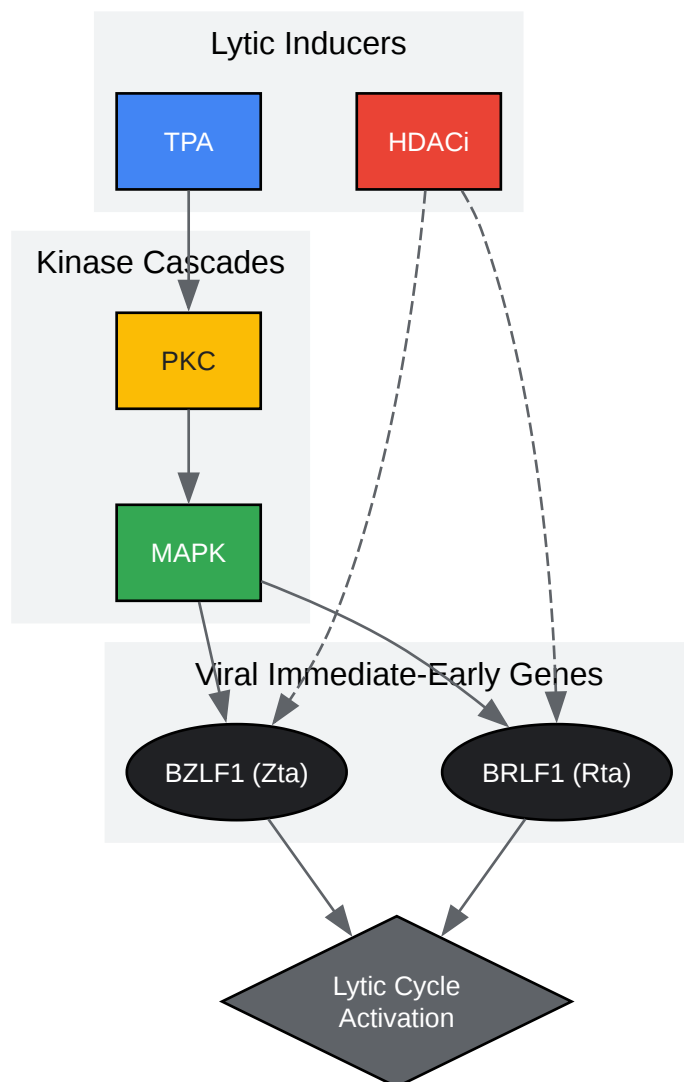 Lytic Inducers
TPA
HDACi
Kinase Cascades
PKC
MAPK
Viral Immediate-Early Genes
BZLF1 (Zta)
BRLF1 (Rta)
Lytic Cycle
Activation